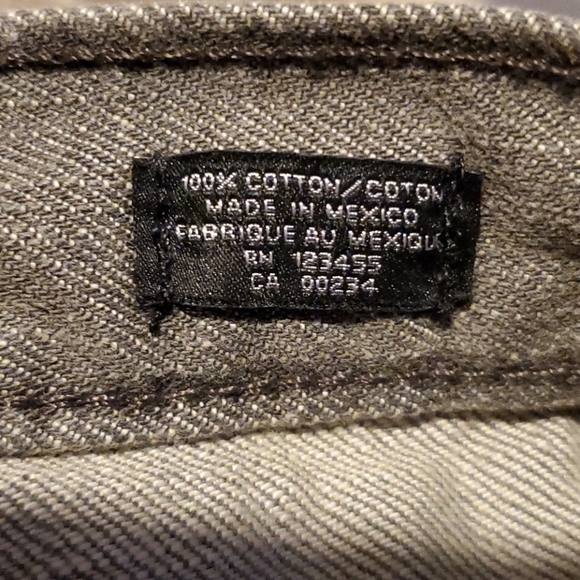 100% COTTON/COTON
MADE IN MEXICO
FABRIQUE AU MEXIQUE
RN 123455
CA 00234